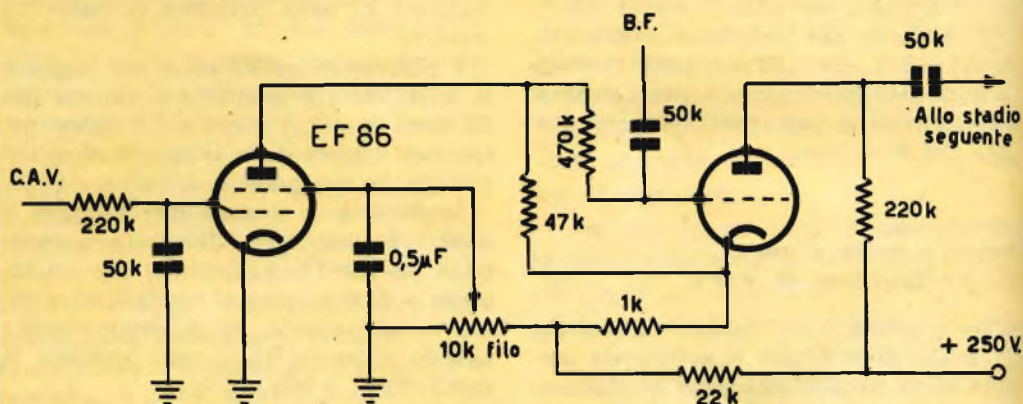 B.F.
50k
EF 86
50k
Allo stadio
seguente
C.A.V.
220k
470k
47k
220k
50k
0,5µF
1k
10k filo
+ 250V.
22k